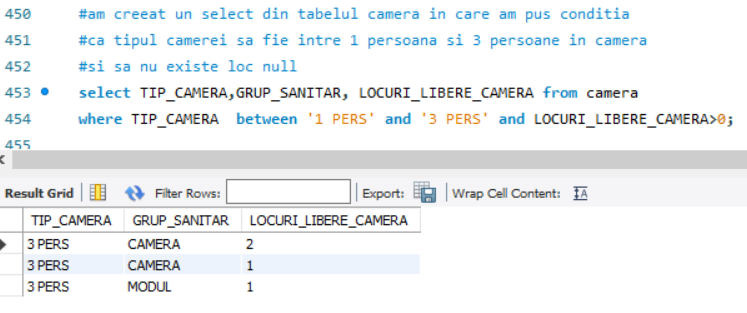 450 #am creeat un select din tabelul camera in care am pus conditia
451 #ca tipul camerei sa fie intre 1 persoana si 3 persoane in camera
452 #si sa nu existe loc null
453 select TIP_CAMERA,GRUP_SANITAR, LOCURI_LIBERE_CAMERA from camera
454 where TIP_CAMERA  between '1 PERS' and '3 PERS' and LOCURI_LIBERE_CAMERA>0;
455
Result Grid Filter Rows: Export: Wrap Cell Content: IA
TIP_CAMERA GRUP_SANITAR LOCURI_LIBERE_CAMERA
3 PERS CAMERA 2
3 PERS CAMERA 1
3 PERS MODUL 1